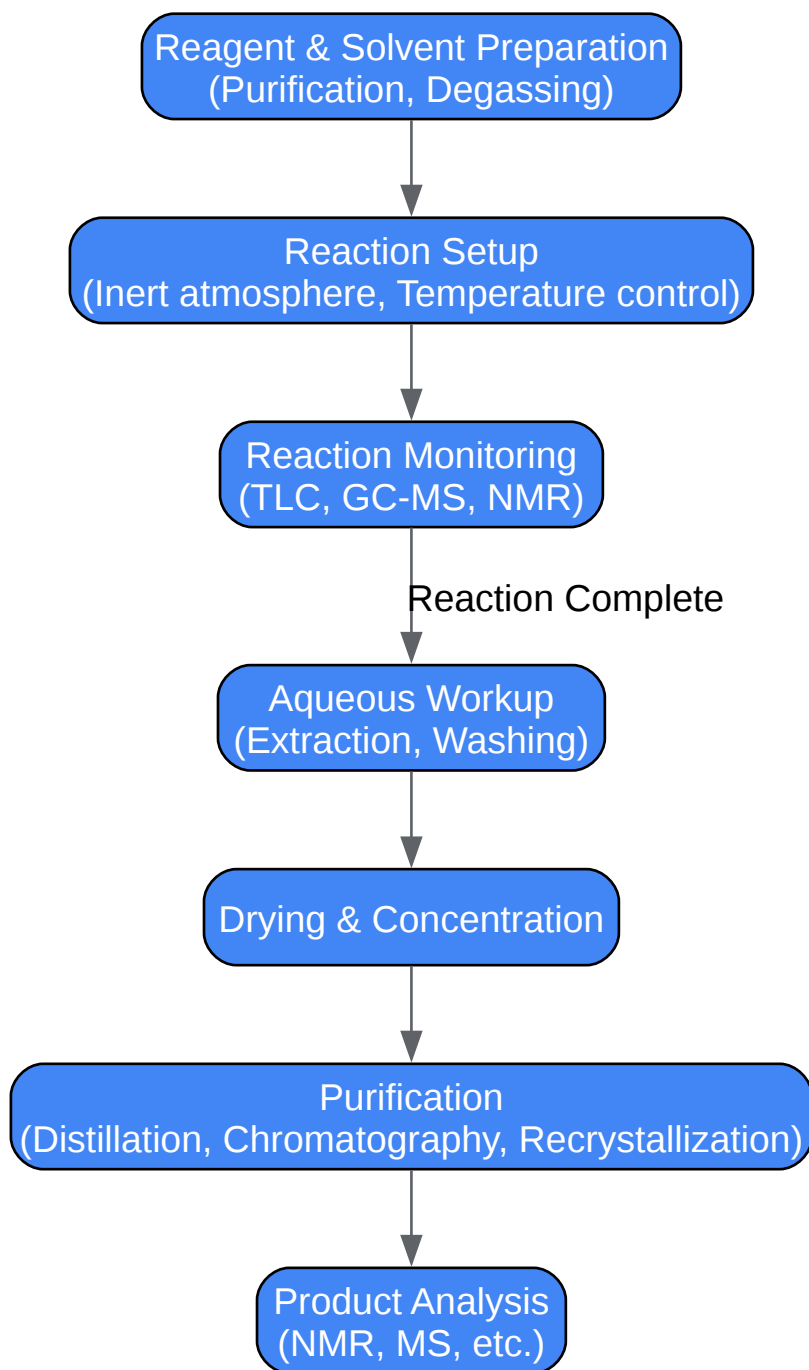 Reagent & Solvent Preparation
(Purification, Degassing)
Reaction Setup
(Inert atmosphere, Temperature control)
Reaction Monitoring
(TLC, GC-MS, NMR)
Reaction Complete
Aqueous Workup
(Extraction, Washing)
Drying & Concentration
Purification
(Distillation, Chromatography, Recrystallization)
Product Analysis
(NMR, MS, etc.)